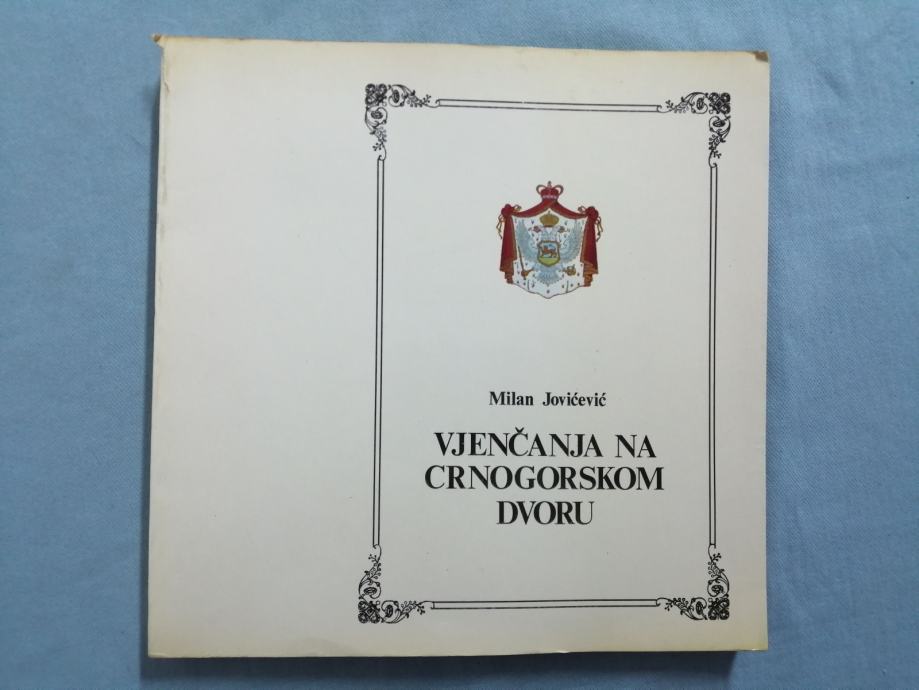 Milan Jovićević
VJENČANJA NA
CRNOGORSKOM
DVORU